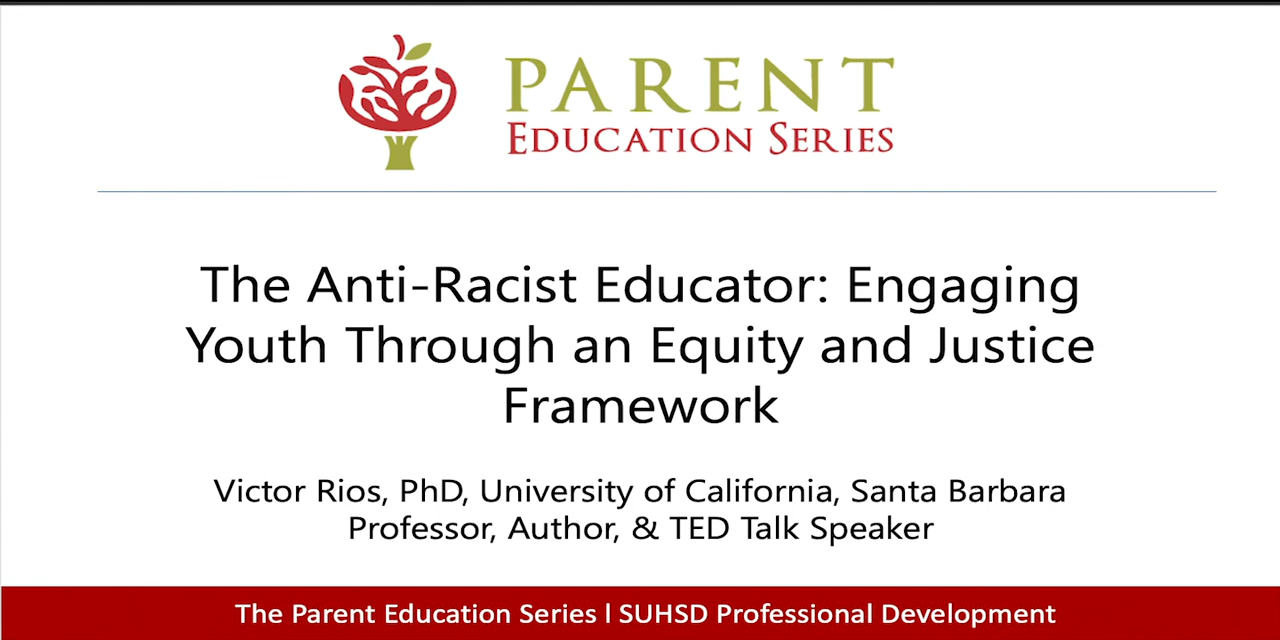 PARENT
EDUCATION SERIES
The Anti-Racist Educator: Engaging
Youth Through an Equity and Justice
Framework
Victor Rios, PhD, University of California, Santa Barbara
Professor, Author, & TED Talk Speaker
The Parent Education Series l SUHSD Professional Development